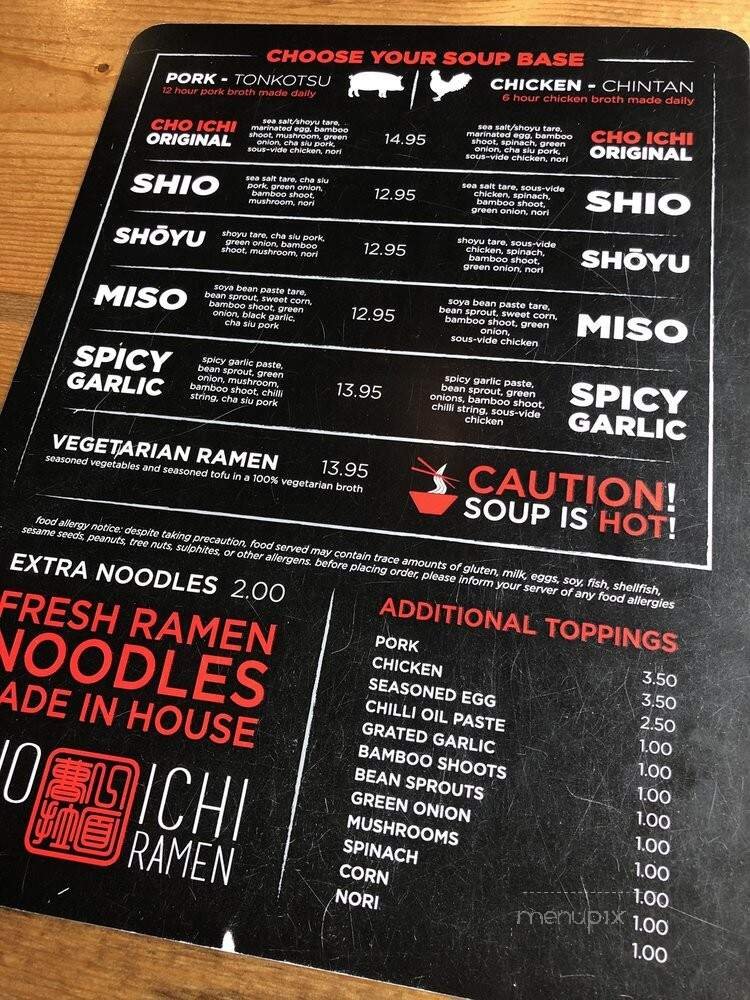 CHOOSE YOUR SOUP BASE
PORK - TONKOTSU
12 hour pork broth made daily
CHICKEN - CHINTAN
6 hour chicken broth made daily
CHO ICHI
ORIGINAL
sea salt/shoyu tare,
marinated egg, bamboo
shoot, mushroom, green
onion, cha siu pork,
sous-vide chicken, nori
14.95
sea salt/shoyu tare,
marinated egg, bamboo
shoot, spinach, green
onion, cha siu pork,
sous-vide chicken, nori
CHO ICHI
ORIGINAL
SHIO
sea salt tare, cha siu
pork, green onion,
bamboo shoot,
mushroom, nori
12.95
sea salt tare, sous-vide
chicken, spinach,
bamboo shoot,
green onion, nori
SHIO
SHŌYU
shoyu tare, cha siu pork,
green onion, bamboo
shoot, mushroom, nori
12.95
shoyu tare, sous-vide
chicken, spinach,
bamboo shoot,
green onion, nori
SHŌYU
MISO
soya bean paste tare,
bean sprout, sweet corn,
bamboo shoot, green
onion, black garlic,
cha siu pork
12.95
soya bean paste tare,
bean sprout, sweet corn,
bamboo shoot, green
onion,
sous-vide chicken
MISO
SPICY
GARLIC
spicy garlic paste,
bean sprout, green
onion, mushroom,
bamboo shoot, chilli
string, cha siu pork
13.95
spicy garlic paste,
bean sprout, green
onions, bamboo shoot,
chilli string, sous-vide
chicken
SPICY
GARLIC
VEGETARIAN RAMEN 13.95
seasoned vegetables and seasoned tofu in a 100% vegetarian broth
CAUTION!
SOUP IS HOT!
food allergy notice: despite taking precaution, food served may contain trace amounts of gluten, milk, eggs, soy, fish, shellfish,
sesame seeds, peanuts, tree nuts, sulphites, or other allergens. before placing order, please inform your server of any food allergies
EXTRA NOODLES 2.00
FRESH RAMEN
NOODLES
ADE IN HOUSE
IO ICHI
RAMEN
ADDITIONAL TOPPINGS
PORK 3.50
CHICKEN 3.50
SEASONED EGG 2.50
CHILLI OIL PASTE 1.00
GRATED GARLIC 1.00
BAMBOO SHOOTS 1.00
BEAN SPROUTS 1.00
GREEN ONION 1.00
MUSHROOMS 1.00
SPINACH 1.00
CORN 1.00
NORI
menupix